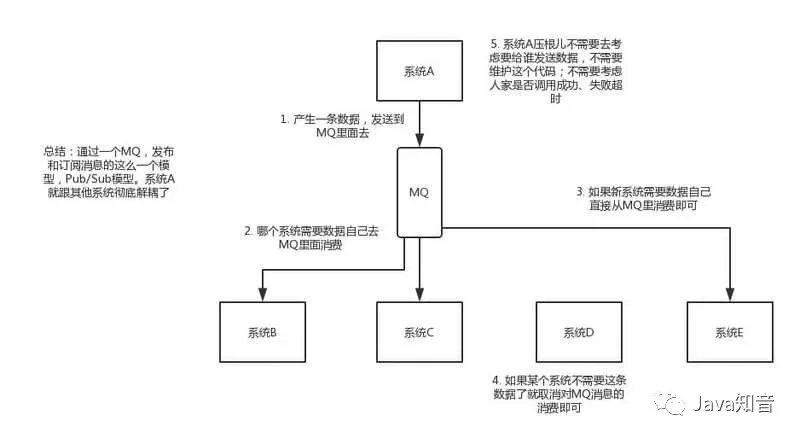 系统A
5. 系统A压根儿不需要去考
虑要给谁发送数据，不需要
维护这个代码；不需要考虑
人家是否调用成功、失败超
时
1. 产生一条数据，发送到
MQ里面去
总结：通过一个MQ，发布
和订阅消息的这么一个模
型，Pub/Sub模型。系统A
就跟其他系统彻底解耦了
MQ
3. 如果新系统需要数据自己
直接从MQ里消费即可
2. 哪个系统需要数据自己去
MQ里面消费
系统B
系统C
系统D
系统E
4. 如果某个系统不需要这条
数据了就取消对MQ消息的
消费即可
Java知音